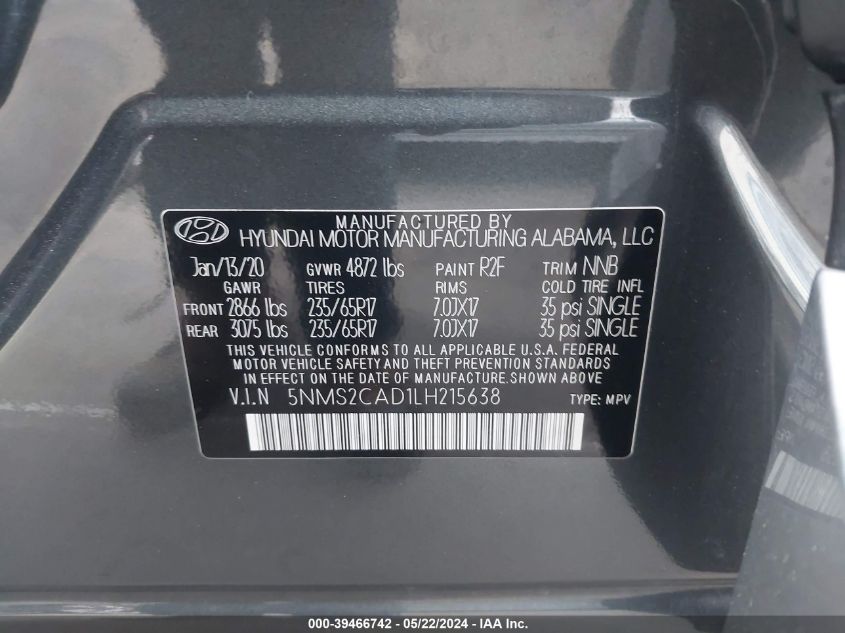 MANUFACTURED BY
HYUNDAI MOTOR MANUFACTURING ALABAMA, LLC
Jan/13/20 GVWR 4872 lbs PAINT R2F TRIM NNB
GAWR TIRES RIMS COLD TIRE INFL
FRONT 2866 lbs 235/65R17 7.0JX17 35 psi SINGLE
REAR 3075 lbs 235/65R17 7.0JX17 35 psi SINGLE
THIS VEHICLE CONFORMS TO ALL APPLICABLE U.S.A. FEDERAL
MOTOR VEHICLE SAFETY AND THEFT PREVENTION STANDARDS
IN EFFECT ON THE DATE OF MANUFACTURE SHOWN ABOVE.
V.I.N 5NMS2CAD1LH215638 TYPE: MPV
000-39466742 - 05/22/2024 - IAA Inc.